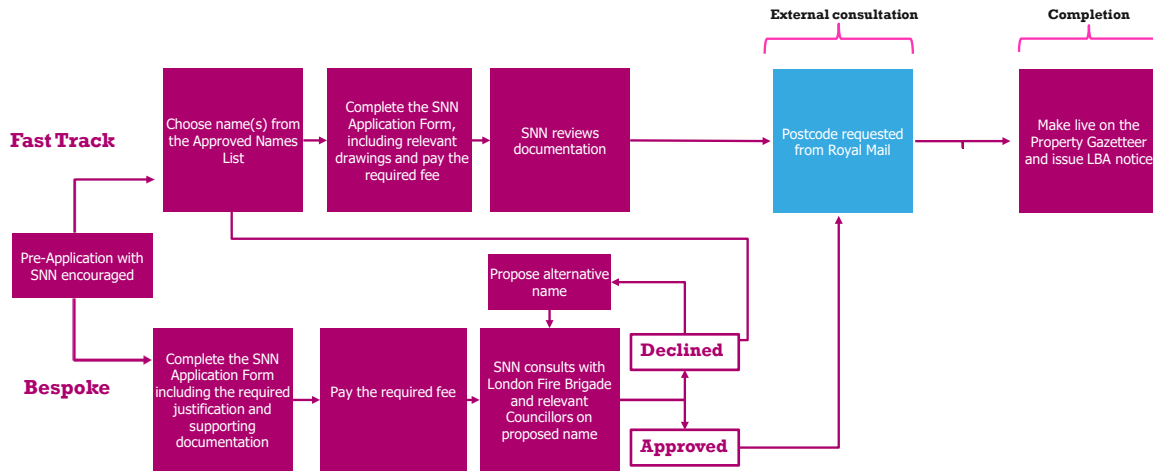 External consultation
Completion
Fast Track
Choose name(s) from
the Approved Names
List
Complete the SNN
Application Form,
including relevant
drawings and pay the
required fee
SNN reviews
documentation
Postcode requested
from Royal Mail
Make live on the
Property Gazetteer
and issue LBA notice
Pre-Application with
SNN encouraged
Propose alternative
name
Bespoke
Complete the SNN
Application Form
including the required
justification and
supporting
documentation
Pay the required fee
SNN consults with
London Fire Brigade
and relevant
Councillors on
proposed name
Declined
Approved